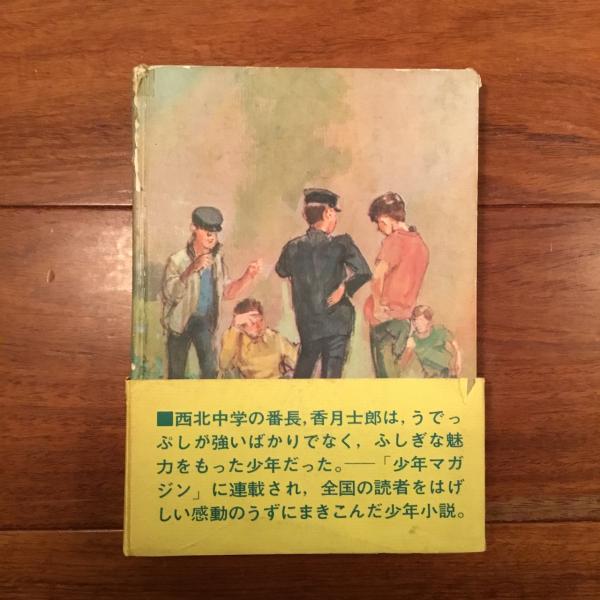 ■西北中学の番長,香月士郎は,うでっ
ぷしが強いばかりでなく,ふしぎな魅
力をもった少年だった。――「少年マガ
ジン」に連載され,全国の読者をはげ
しい感動のうずにまきこんだ少年小説。